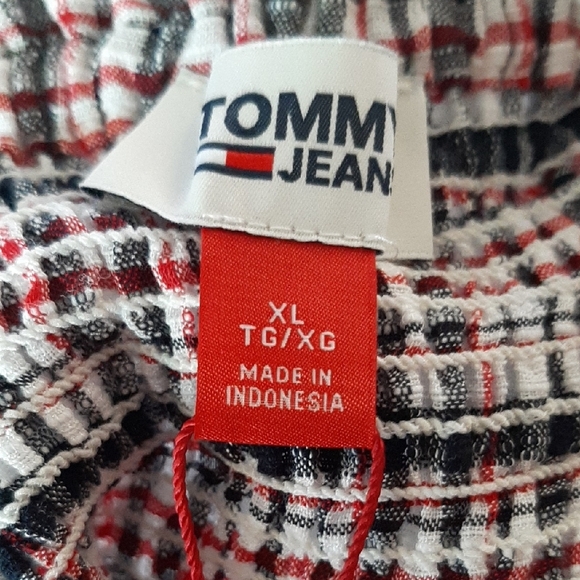 TOMMY
JEANS
XL
TG/XG
MADE IN
INDONESIA